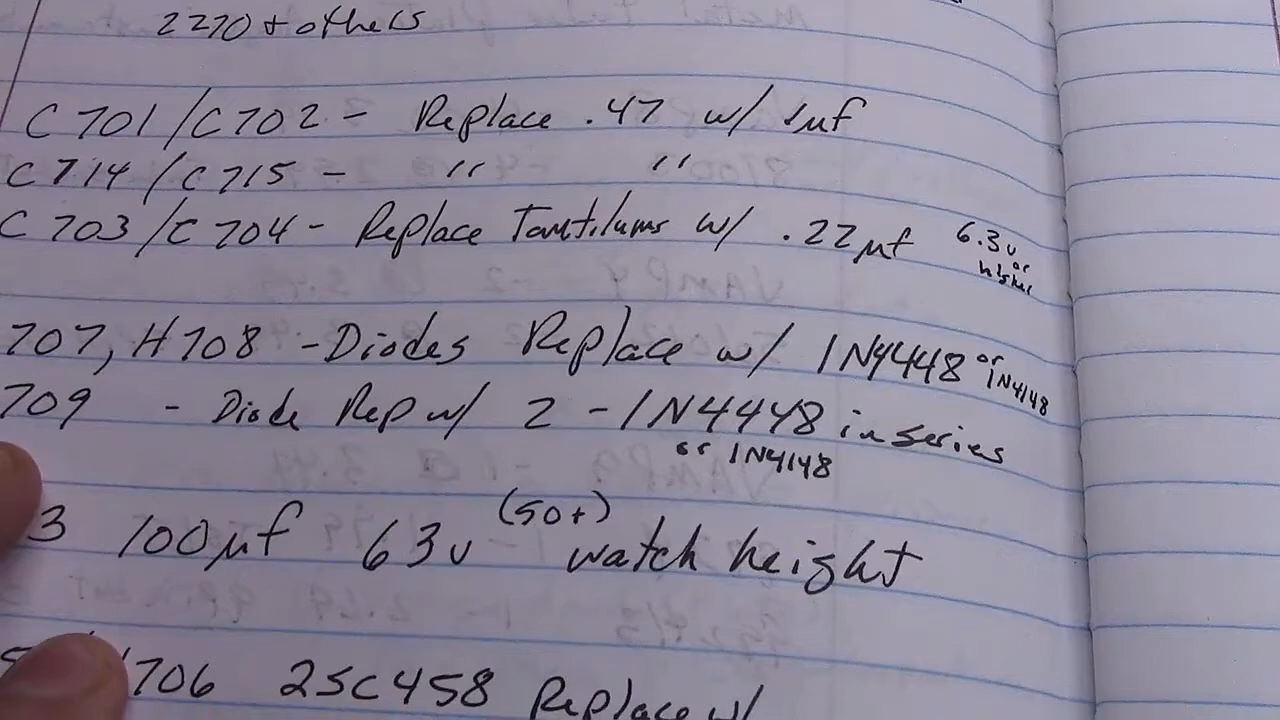 2270 + others
C701/C702 - Replace .47 w/ 1uf
C714/C715 - " "
C703/C704 - Replace Tantilums w/ .22µf 6.3v or higher
707, H708 - Diodes Replace w/ 1N4448 or 1N4148
709 - Diode Rep w/ 2 - 1N4448 in series
or 1N4148
3 100µf 63v (50+) watch height
706 2SC458 Replace w/